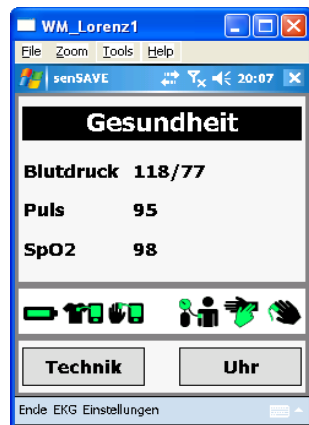 WM_Lorenz1
File Zoom Tools Help
senSAVE 20:07
Gesundheit
Blutdruck 118/77
Puls 95
SpO2 98
Technik Uhr
Ende EKG Einstellungen